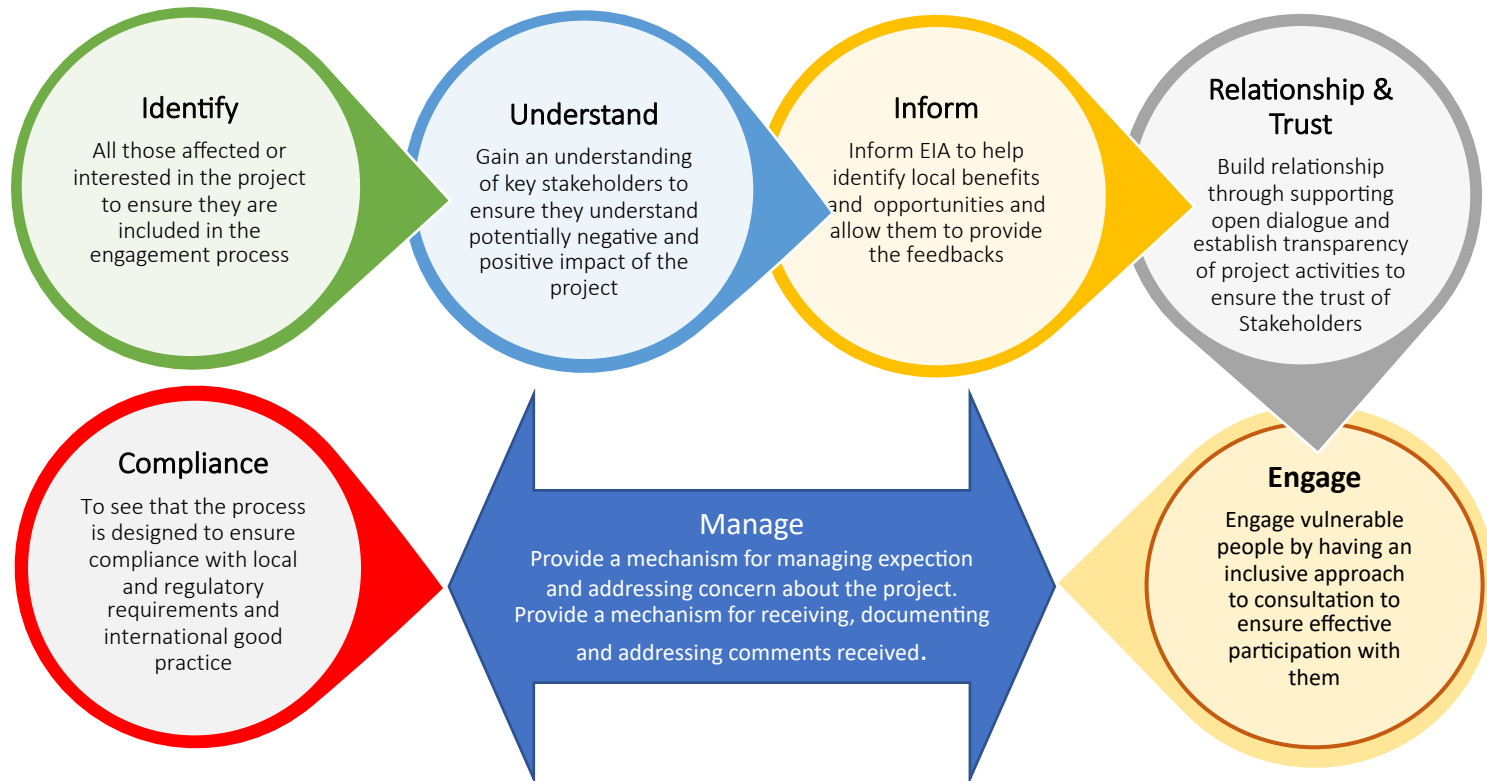 Identify
All those affected or
interested in the project
to ensure they are
included in the
engagement process
Understand
Gain an understanding
of key stakeholders to
ensure they understand
potentially negative and
positive impact of the
project
Inform
Inform EIA to help
identify local benefits
and opportunities and
allow them to provide
the feedbacks
Relationship &
Trust
Build relationship
through supporting
open dialogue and
establish transparency
of project activities to
ensure the trust of
Stakeholders
Compliance
To see that the process
is designed to ensure
compliance with local
and regulatory
requirements and
international good
practice
Manage
Provide a mechanism for managing expection
and addressing concern about the project.
Provide a mechanism for receiving, documenting
and addressing comments received.
Engage
Engage vulnerable
people by having an
inclusive approach
to consultation to
ensure effective
participation with
them